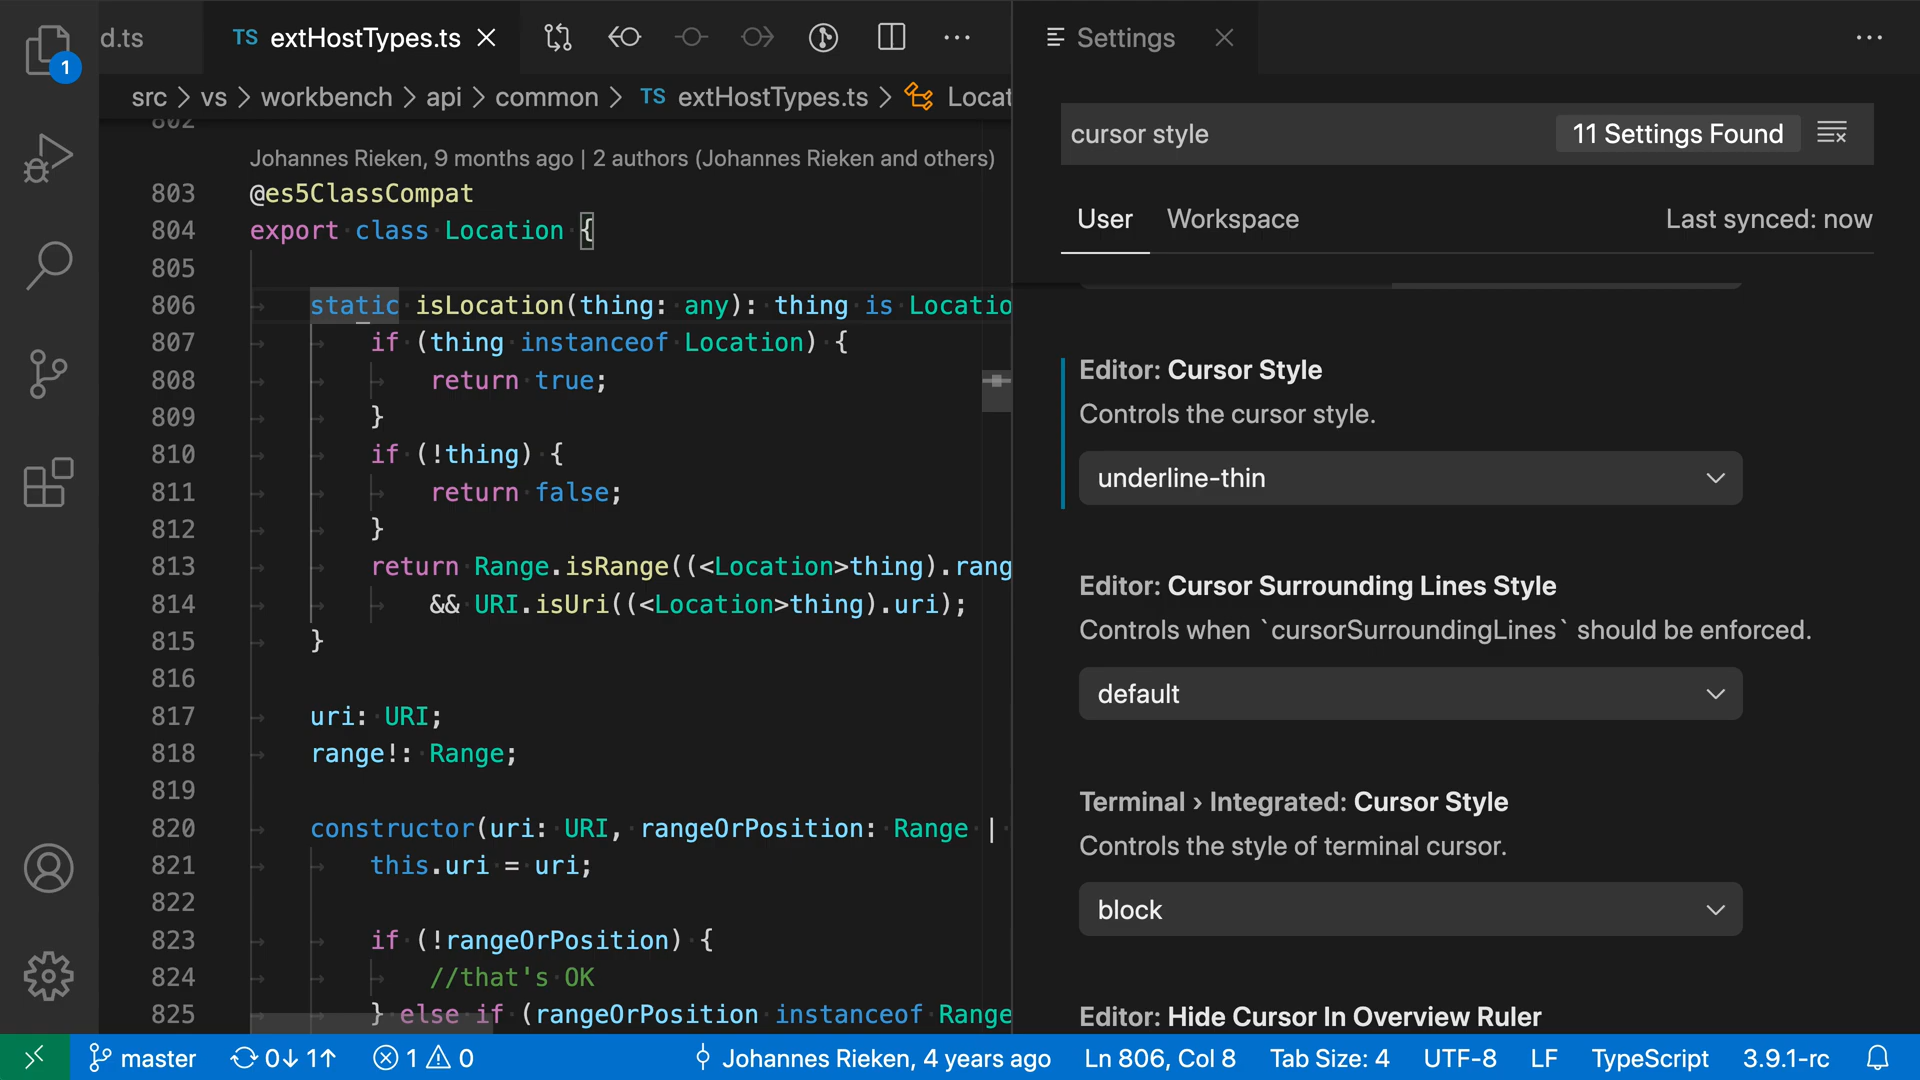 1
d.ts
TS extHostTypes.ts
src > vs > workbench > api > common > TS extHostTypes.ts > Locat
802
Johannes Rieken, 9 months ago | 2 authors (Johannes Rieken and others)
803 @es5ClassCompat
804 export class Location {
805
806 static isLocation(thing: any): thing is Locatio
807 if (thing instanceof Location) {
808 return true;
809 }
810 if (!thing) {
811 return false;
812 }
813 return Range.isRange((<Location>thing).rang
814 && URI.isUri((<Location>thing).uri);
815 }
816
817 uri: URI;
818 range!: Range;
819
820 constructor(uri: URI, rangeOrPosition: Range |
821 this.uri = uri;
822
823 if (!rangeOrPosition) {
824 //that's OK
825 } else if (rangeOrPosition instanceof Range
Settings
cursor style
11 Settings Found
User Workspace Last synced: now
Editor: Cursor Style
Controls the cursor style.
underline-thin
Editor: Cursor Surrounding Lines Style
Controls when `cursorSurroundingLines` should be enforced.
default
Terminal › Integrated: Cursor Style
Controls the style of terminal cursor.
block
Editor: Hide Cursor In Overview Ruler
master 0↓ 1↑ 1 0 Johannes Rieken, 4 years ago Ln 806, Col 8 Tab Size: 4 UTF-8 LF TypeScript 3.9.1-rc